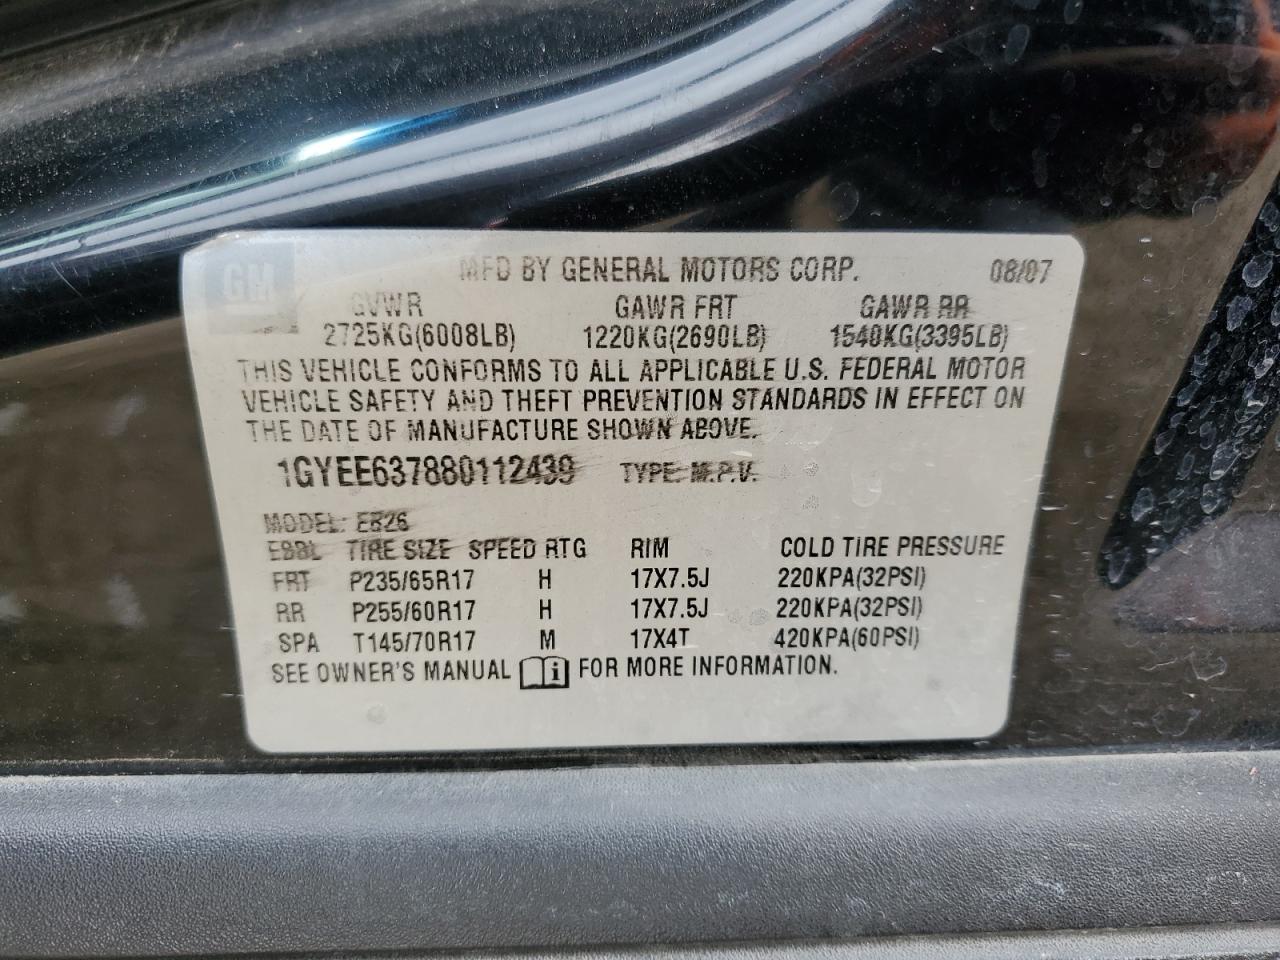 GM MFD BY GENERAL MOTORS CORP. 08/07
GVWR GAWR FRT GAWR RR
2725KG(6008LB) 1220KG(2690LB) 1540KG(3395LB)
THIS VEHICLE CONFORMS TO ALL APPLICABLE U.S. FEDERAL MOTOR
VEHICLE SAFETY AND THEFT PREVENTION STANDARDS IN EFFECT ON
THE DATE OF MANUFACTURE SHOWN ABOVE.
1GYEE637880112439 TYPE: M.P.V.
MODEL: EB26
TIRE SIZE SPEED RTG RIM COLD TIRE PRESSURE
FRT P235/65R17 H 17X7.5J 220KPA(32PSI)
RR P255/60R17 H 17X7.5J 220KPA(32PSI)
SPA T145/70R17 M 17X4T 420KPA(60PSI)
SEE OWNER'S MANUAL i FOR MORE INFORMATION.